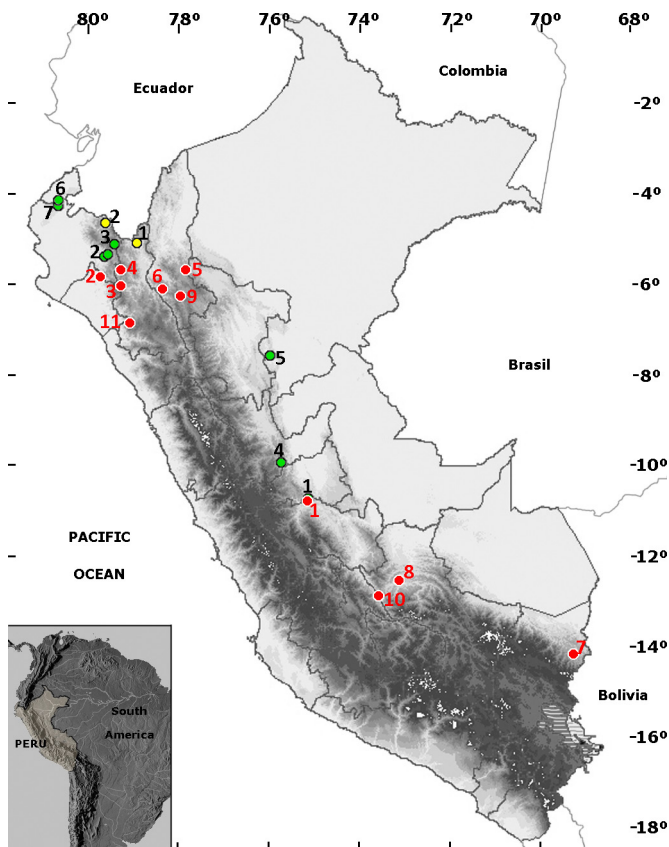 80º 78º 76º 74º 72º 70º 68º
Colombia
Ecuador
-2º
-4º
6
7
2
1
3
2
2
4
3
5
6
9
-6º
11
5
Brasil
-8º
4
-10º
1
1
PACIFIC
OCEAN
-12º
8
10
7
-14º
Bolivia
South
America
PERU
-16º
-18º